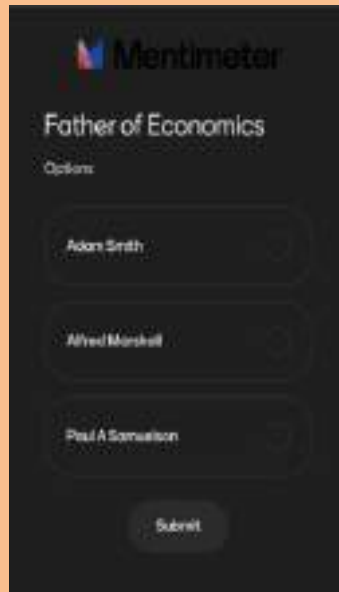 Mentimeter
Father of Economics
Options
Adam Smith
Alfred Marshall
Paul A Samuelson
Submit